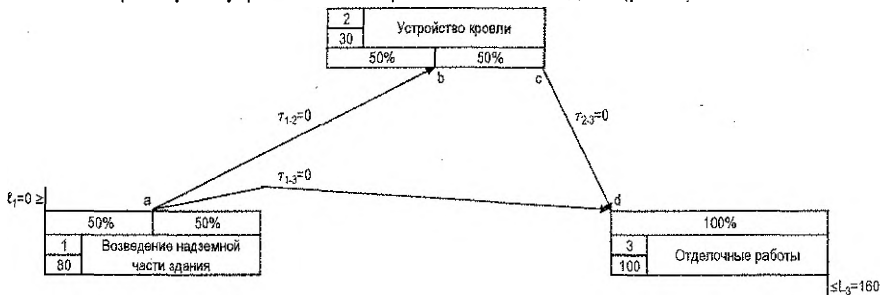 2
Устройство кровли
30
50%
50%
b
c
τ1-2=0
τ2-3=0
τ1-3=0
ℓ1=0 ≥
a
d
50%
50%
100%
1
Возведение надземной
части здания
80
3
Отделочные работы
100
≤L3=160